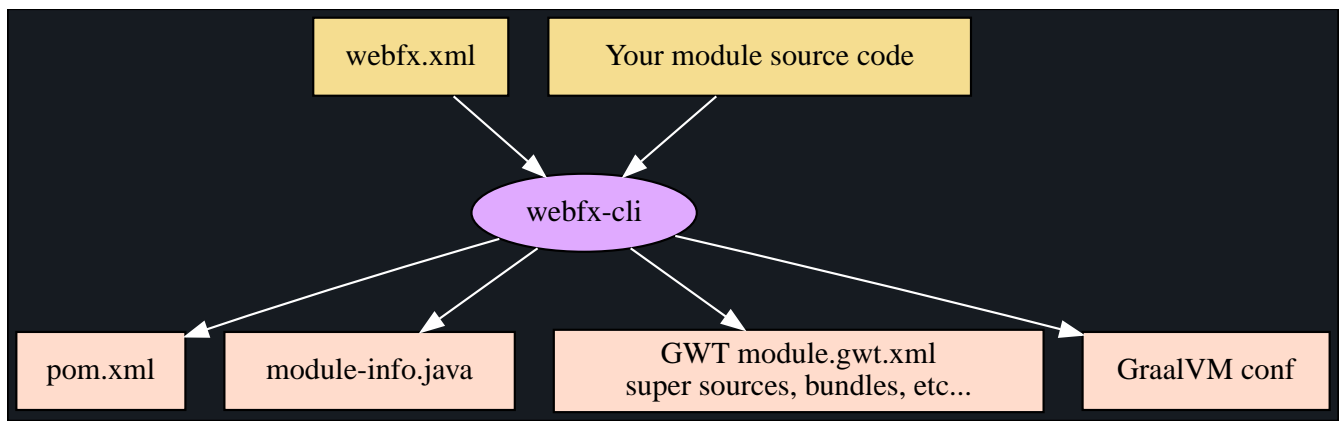 webfx.xml
Your module source code
webfx-cli
pom.xml
module-info.java
GWT module.gwt.xml
super sources, bundles, etc...
GraalVM conf